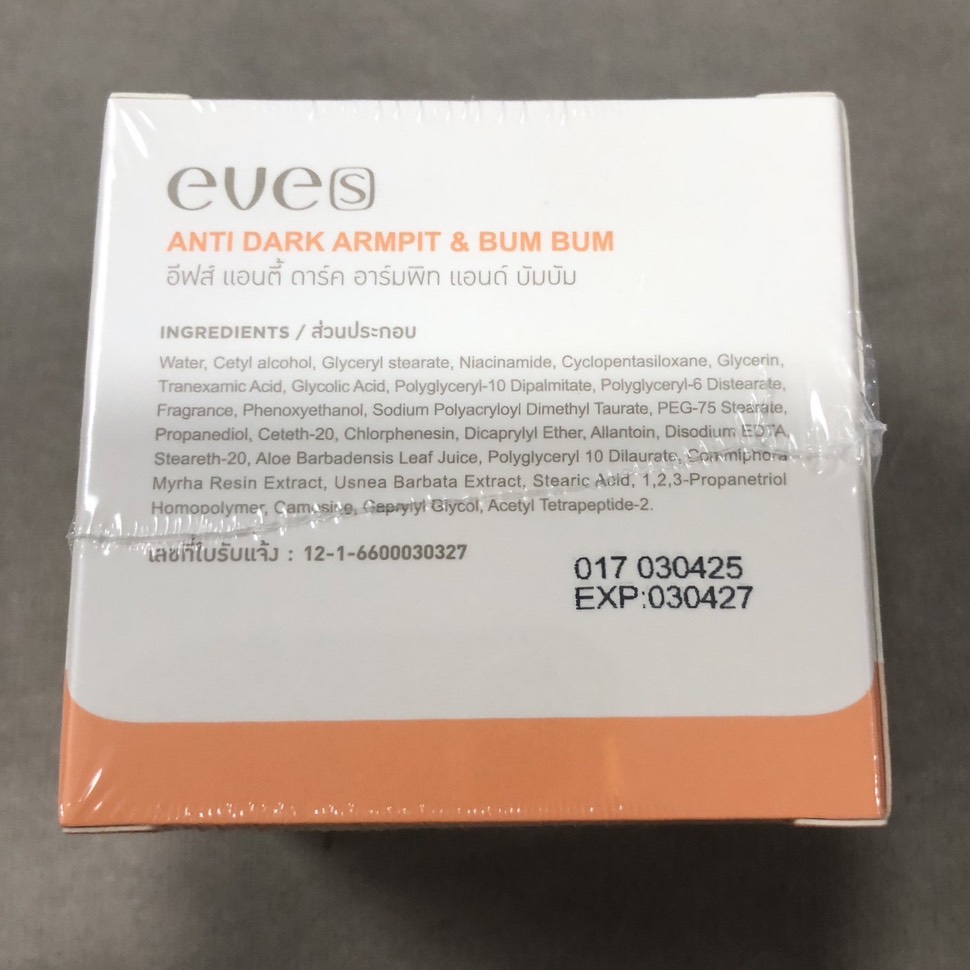 eves
ANTI DARK ARMPIT & BUM BUM
อีฟส์ แอนตี้ ดาร์ค อาร์มพิท แอนด์ บัมบัม
INGREDIENTS / ส่วนประกอบ
Water, Cetyl alcohol, Glyceryl stearate, Niacinamide, Cyclopentasiloxane, Glycerin,
Tranexamic Acid, Glycolic Acid, Polyglyceryl-10 Dipalmitate, Polyglyceryl-6 Distearate,
Fragrance, Phenoxyethanol, Sodium Polyacryloyl Dimethyl Taurate, PEG-75 Stearate,
Propanediol, Ceteth-20, Chlorphenesin, Dicaprylyl Ether, Allantoin, Disodium EDTA,
Steareth-20, Aloe Barbadensis Leaf Juice, Polyglyceryl 10 Dilaurate, Commiphora
Myrha Resin Extract, Usnea Barbata Extract, Stearic Acid, 1,2,3-Propanetriol
Homopolymer, Carnosine, Caprylyl Glycol, Acetyl Tetrapeptide-2.
เลขที่ใบรับแจ้ง : 12-1-6600030327
017 030425
EXP:030427